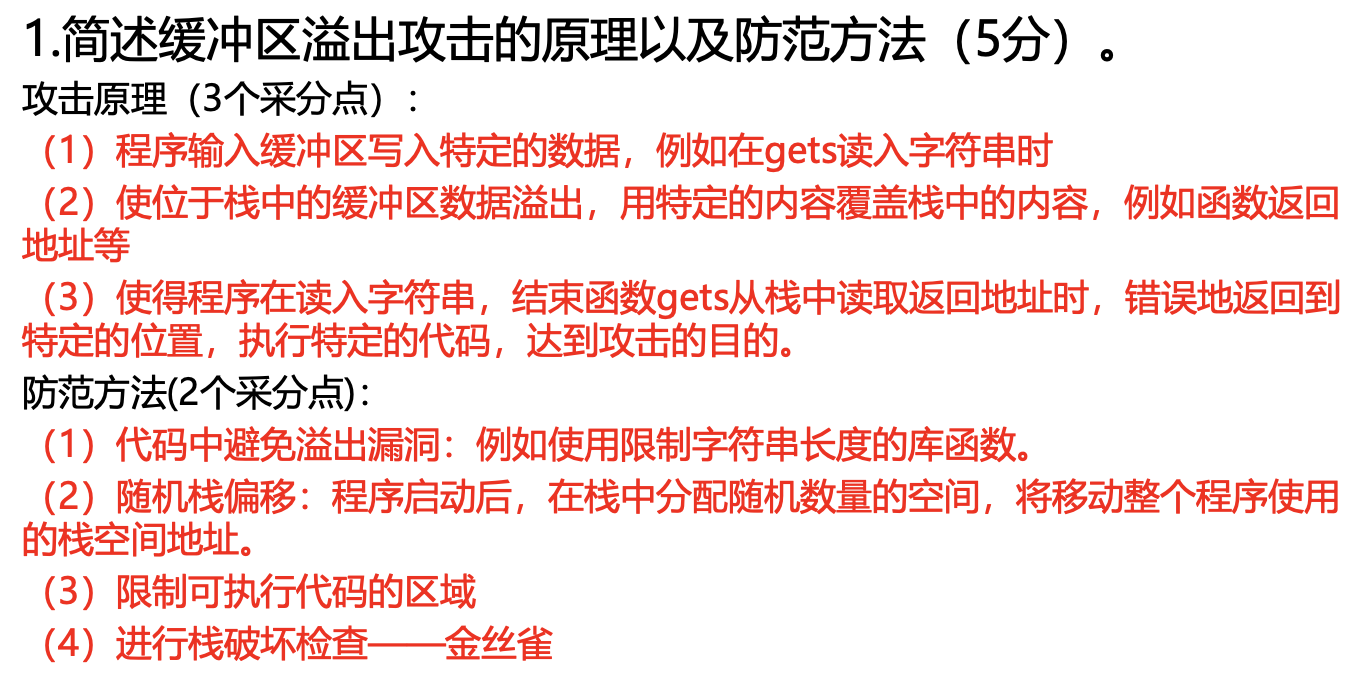 1.简述缓冲区溢出攻击的原理以及防范方法（5分）。
攻击原理（3个采分点）:
（1）程序输入缓冲区写入特定的数据，例如在gets读入字符串时
（2）使位于栈中的缓冲区数据溢出，用特定的内容覆盖栈中的内容，例如函数返回
地址等
（3）使得程序在读入字符串，结束函数gets从栈中读取返回地址时，错误地返回到
特定的位置，执行特定的代码，达到攻击的目的。
防范方法(2个采分点):
（1）代码中避免溢出漏洞：例如使用限制字符串长度的库函数。
（2）随机栈偏移：程序启动后，在栈中分配随机数量的空间，将移动整个程序使用
的栈空间地址。
（3）限制可执行代码的区域
（4）进行栈破坏检查——金丝雀